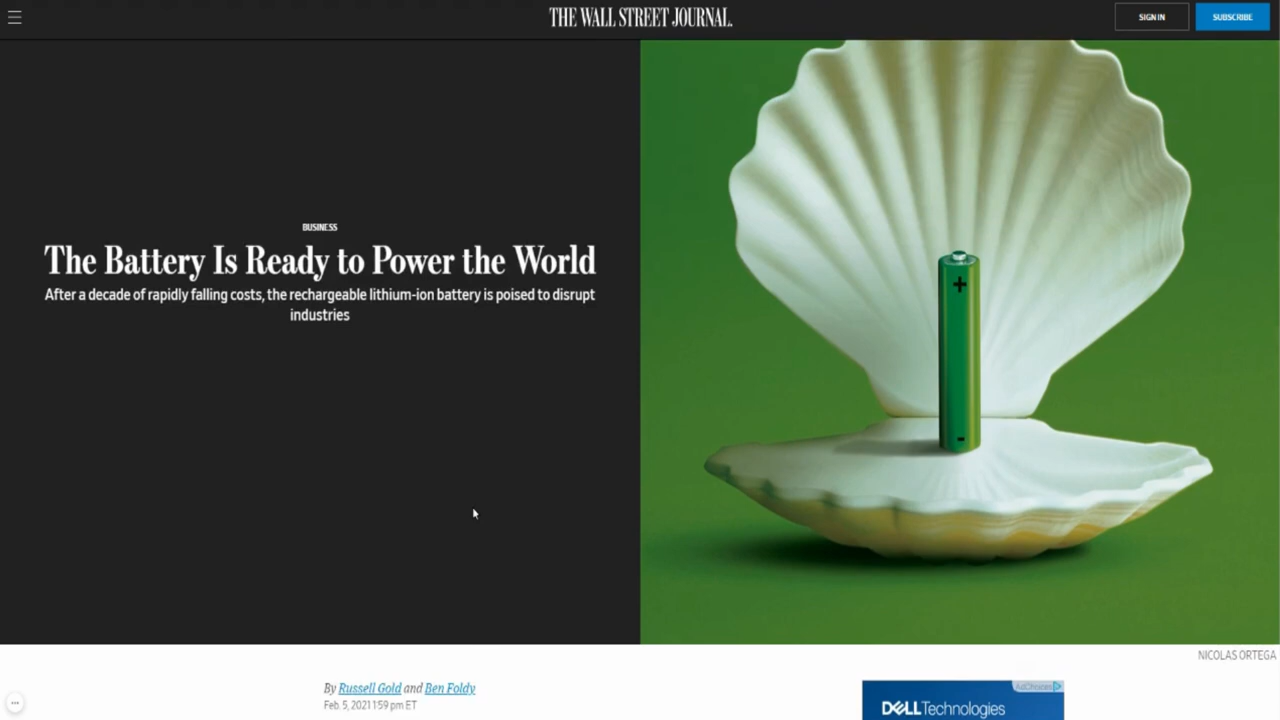 THE WALL STREET JOURNAL.
SIGN IN
SUBSCRIBE
BUSINESS
The Battery Is Ready to Power the World
After a decade of rapidly falling costs, the rechargeable lithium-ion battery is poised to disrupt
industries
+
-
NICOLAS ORTEGA
By Russell Gold and Ben Foldy
Feb. 5, 2021 1:59 pm ET
AdChoices
DELL Technologies